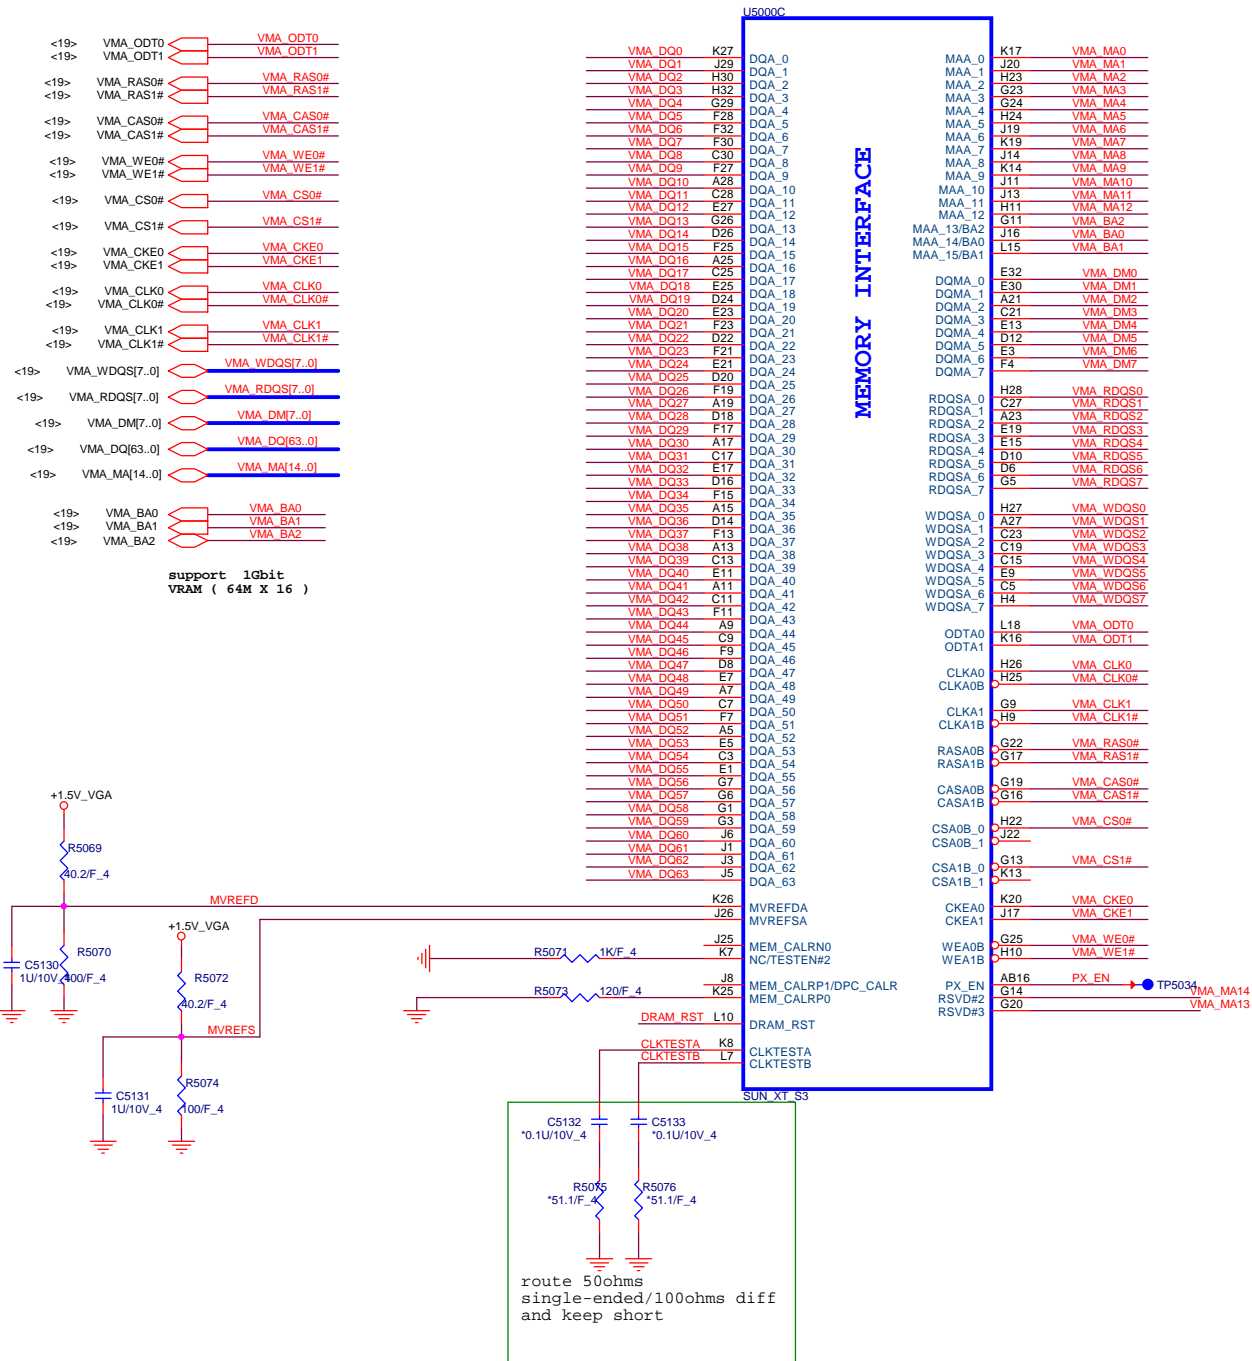 U5000C
<19> VMA_ODT0 VMA_ODT0
<19> VMA_ODT1 VMA_ODT1
<19> VMA_RAS0# VMA_RAS0#
<19> VMA_RAS1# VMA_RAS1#
<19> VMA_CAS0# VMA_CAS0#
<19> VMA_CAS1# VMA_CAS1#
<19> VMA_WE0# VMA_WE0#
<19> VMA_WE1# VMA_WE1#
<19> VMA_CS0# VMA_CS0#
<19> VMA_CS1# VMA_CS1#
<19> VMA_CKE0 VMA_CKE0
<19> VMA_CKE1 VMA_CKE1
<19> VMA_CLK0 VMA_CLK0
<19> VMA_CLK0# VMA_CLK0#
<19> VMA_CLK1 VMA_CLK1
<19> VMA_CLK1# VMA_CLK1#
<19> VMA_WDQS[7..0] VMA_WDQS[7..0]
<19> VMA_RDQS[7..0] VMA_RDQS[7..0]
<19> VMA_DM[7..0] VMA_DM[7..0]
<19> VMA_DQ[63..0] VMA_DQ[63..0]
<19> VMA_MA[14..0] VMA_MA[14..0]
<19> VMA_BA0 VMA_BA0
<19> VMA_BA1 VMA_BA1
<19> VMA_BA2 VMA_BA2
support 1Gbit
VRAM ( 64M X 16 )
VMA_DQ0 K27 DQA_0
VMA_DQ1 J29 DQA_1
VMA_DQ2 H30 DQA_2
VMA_DQ3 H32 DQA_3
VMA_DQ4 G29 DQA_4
VMA_DQ5 F28 DQA_5
VMA_DQ6 F32 DQA_6
VMA_DQ7 F30 DQA_7
VMA_DQ8 C30 DQA_8
VMA_DQ9 F27 DQA_9
VMA_DQ10 A28 DQA_10
VMA_DQ11 C28 DQA_11
VMA_DQ12 E27 DQA_12
VMA_DQ13 G26 DQA_13
VMA_DQ14 D26 DQA_14
VMA_DQ15 F25 DQA_15
VMA_DQ16 A25 DQA_16
VMA_DQ17 C25 DQA_17
VMA_DQ18 E25 DQA_18
VMA_DQ19 D24 DQA_19
VMA_DQ20 E23 DQA_20
VMA_DQ21 F23 DQA_21
VMA_DQ22 D22 DQA_22
VMA_DQ23 F21 DQA_23
VMA_DQ24 E21 DQA_24
VMA_DQ25 D20 DQA_25
VMA_DQ26 F19 DQA_26
VMA_DQ27 A19 DQA_27
VMA_DQ28 D18 DQA_28
VMA_DQ29 F17 DQA_29
VMA_DQ30 A17 DQA_30
VMA_DQ31 C17 DQA_31
VMA_DQ32 E17 DQA_32
VMA_DQ33 D16 DQA_33
VMA_DQ34 F15 DQA_34
VMA_DQ35 A15 DQA_35
VMA_DQ36 D14 DQA_36
VMA_DQ37 F13 DQA_37
VMA_DQ38 A13 DQA_38
VMA_DQ39 C13 DQA_39
VMA_DQ40 E11 DQA_40
VMA_DQ41 A11 DQA_41
VMA_DQ42 C11 DQA_42
VMA_DQ43 F11 DQA_43
VMA_DQ44 A9 DQA_44
VMA_DQ45 C9 DQA_45
VMA_DQ46 F9 DQA_46
VMA_DQ47 D8 DQA_47
VMA_DQ48 E7 DQA_48
VMA_DQ49 A7 DQA_49
VMA_DQ50 C7 DQA_50
VMA_DQ51 F7 DQA_51
VMA_DQ52 A5 DQA_52
VMA_DQ53 E5 DQA_53
VMA_DQ54 C3 DQA_54
VMA_DQ55 E1 DQA_55
VMA_DQ56 G7 DQA_56
VMA_DQ57 G6 DQA_57
VMA_DQ58 G1 DQA_58
VMA_DQ59 G3 DQA_59
VMA_DQ60 J6 DQA_60
VMA_DQ61 J1 DQA_61
VMA_DQ62 J3 DQA_62
VMA_DQ63 J5 DQA_63
MVREFD K26 MVREFDA
J26 MVREFSA
J25 MEM_CALRN0
R5071 1K/F_4 K7 NC/TESTEN#2
J8 MEM_CALRP1/DPC_CALR
R5073 120/F_4 K25 MEM_CALRP0
DRAM_RST L10 DRAM_RST
CLKTESTA K8 CLKTESTA
CLKTESTB L7 CLKTESTB
MEMORY INTERFACE
MAA_0 K17 VMA_MA0
MAA_1 J20 VMA_MA1
MAA_2 H23 VMA_MA2
MAA_3 G23 VMA_MA3
MAA_4 G24 VMA_MA4
MAA_5 H24 VMA_MA5
MAA_6 J19 VMA_MA6
MAA_7 K19 VMA_MA7
MAA_8 J14 VMA_MA8
MAA_9 K14 VMA_MA9
MAA_10 J11 VMA_MA10
MAA_11 J13 VMA_MA11
MAA_12 H11 VMA_MA12
MAA_13/BA2 G11 VMA_BA2
MAA_14/BA0 J16 VMA_BA0
MAA_15/BA1 L15 VMA_BA1
DQMA_0 E32 VMA_DM0
DQMA_1 E30 VMA_DM1
DQMA_2 A21 VMA_DM2
DQMA_3 C21 VMA_DM3
DQMA_4 E13 VMA_DM4
DQMA_5 D12 VMA_DM5
DQMA_6 E3 VMA_DM6
DQMA_7 F4 VMA_DM7
RDQSA_0 H28 VMA_RDQS0
RDQSA_1 C27 VMA_RDQS1
RDQSA_2 A23 VMA_RDQS2
RDQSA_3 E19 VMA_RDQS3
RDQSA_4 E15 VMA_RDQS4
RDQSA_5 D10 VMA_RDQS5
RDQSA_6 D6 VMA_RDQS6
RDQSA_7 G5 VMA_RDQS7
WDQSA_0 H27 VMA_WDQS0
WDQSA_1 A27 VMA_WDQS1
WDQSA_2 C23 VMA_WDQS2
WDQSA_3 C19 VMA_WDQS3
WDQSA_4 C15 VMA_WDQS4
WDQSA_5 E9 VMA_WDQS5
WDQSA_6 C5 VMA_WDQS6
WDQSA_7 H4 VMA_WDQS7
ODTA0 L18 VMA_ODT0
ODTA1 K16 VMA_ODT1
CLKA0 H26 VMA_CLK0
CLKA0B H25 VMA_CLK0#
CLKA1 G9 VMA_CLK1
CLKA1B H9 VMA_CLK1#
RASA0B G22 VMA_RAS0#
RASA1B G17 VMA_RAS1#
CASA0B G19 VMA_CAS0#
CASA1B G16 VMA_CAS1#
CSA0B_0 H22 VMA_CS0#
CSA0B_1 J22
CSA1B_0 G13 VMA_CS1#
CSA1B_1 K13
CKEA0 K20 VMA_CKE0
CKEA1 J17 VMA_CKE1
WEA0B G25 VMA_WE0#
WEA1B H10 VMA_WE1#
PX_EN AB16 PX_EN TP5034
RSVD#2 G14 VMA_MA14
RSVD#3 G20 VMA_MA13
SUN_XT_S3
+1.5V_VGA
R5069
40.2/F_4
C5130
1U/10V_4
R5070
100/F_4
+1.5V_VGA
R5072
40.2/F_4
MVREFS
C5131
1U/10V_4
R5074
100/F_4
C5132
*0.1U/10V_4
C5133
*0.1U/10V_4
R5075
*51.1/F_4
R5076
*51.1/F_4
route 50ohms
single-ended/100ohms diff
and keep short